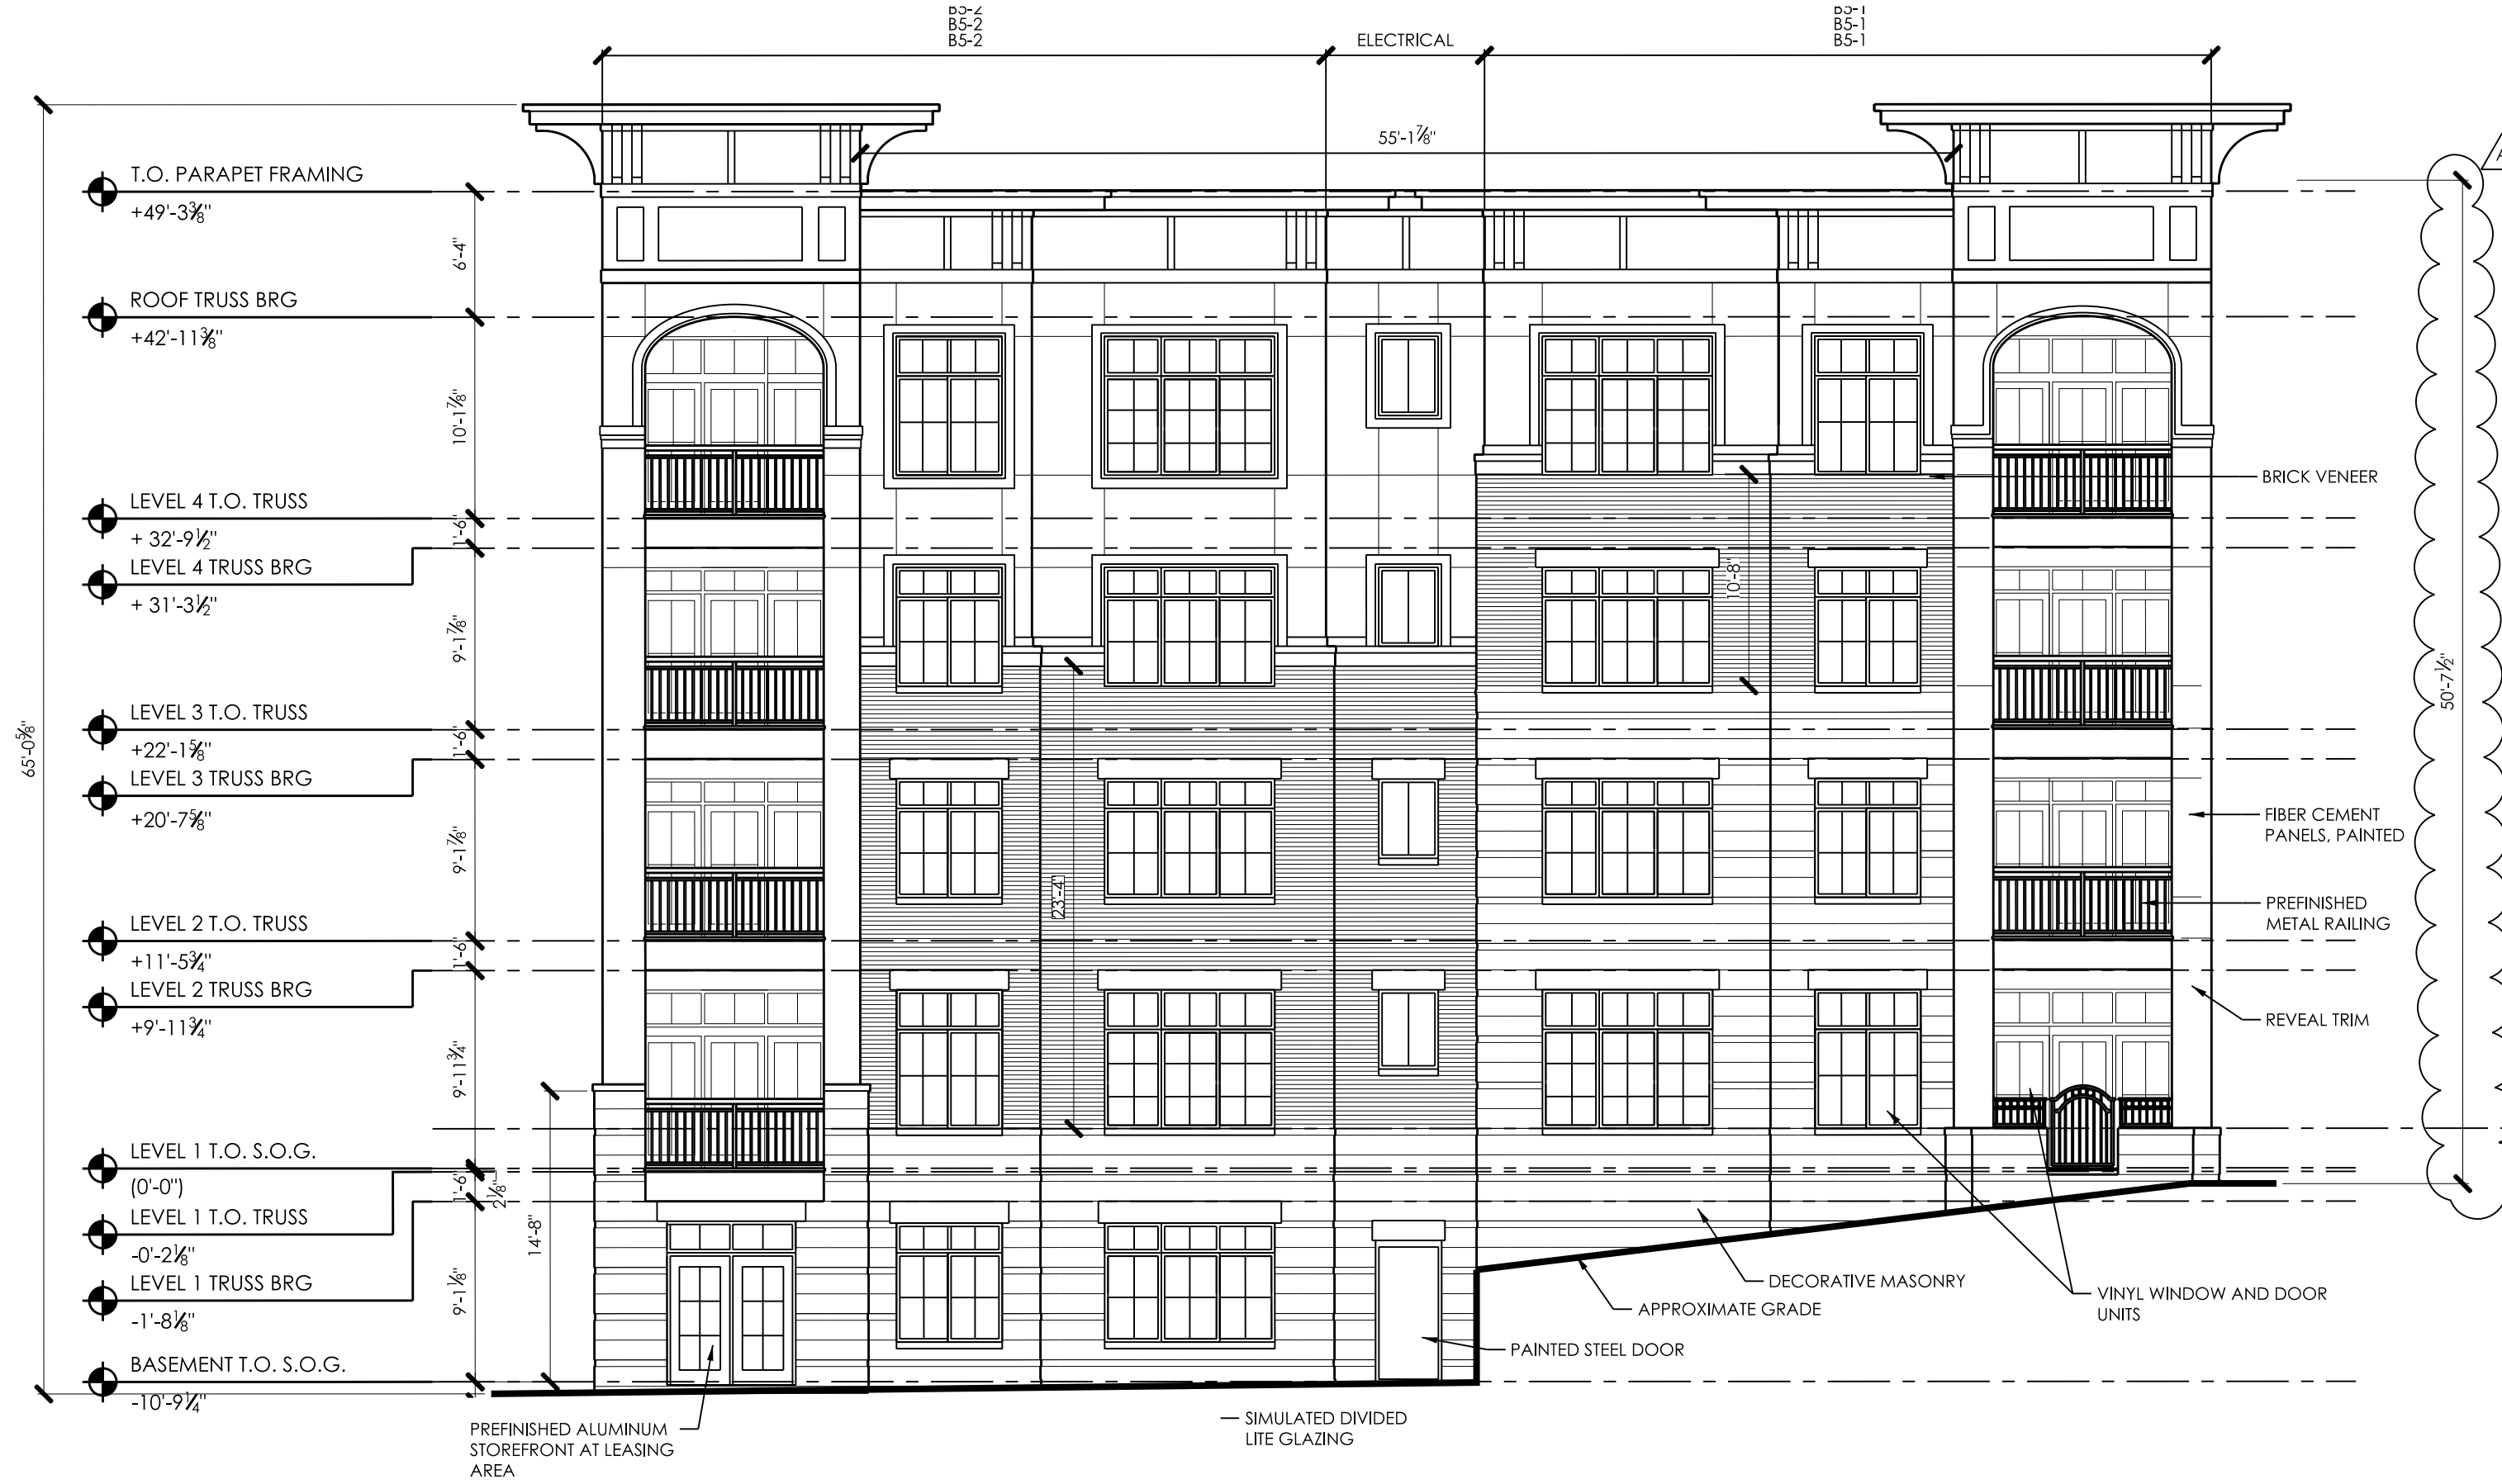 B5-2
B5-2
B5-2
ELECTRICAL
B5-1
B5-1
B5-1
55'-1⅞"
T.O. PARAPET FRAMING
+49'-3⅜"
6'-4"
ROOF TRUSS BRG
+42'-11⅜"
10'-1⅞"
BRICK VENEER
LEVEL 4 T.O. TRUSS
+ 32'-9½"
1'-6"
LEVEL 4 TRUSS BRG
+ 31'-3½"
10'-8"
9'-1⅞"
50'-7½"
LEVEL 3 T.O. TRUSS
+22'-1⅝"
1'-6"
65'-0⅝"
LEVEL 3 TRUSS BRG
+20'-7⅝"
FIBER CEMENT
PANELS, PAINTED
9'-1⅞"
23'-4"
PREFINISHED
METAL RAILING
LEVEL 2 T.O. TRUSS
+11'-5¾"
1'-6"
LEVEL 2 TRUSS BRG
+9'-11¾"
REVEAL TRIM
9'-11¾"
LEVEL 1 T.O. S.O.G.
(0'-0")
1'-6"
2⅛"
LEVEL 1 T.O. TRUSS
-0'-2⅛"
14'-8"
LEVEL 1 TRUSS BRG
-1'-8⅛"
9'-1⅛"
DECORATIVE MASONRY
VINYL WINDOW AND DOOR
UNITS
APPROXIMATE GRADE
PAINTED STEEL DOOR
BASEMENT T.O. S.O.G.
-10'-9¼"
PREFINISHED ALUMINUM
STOREFRONT AT LEASING
AREA
SIMULATED DIVIDED
LITE GLAZING